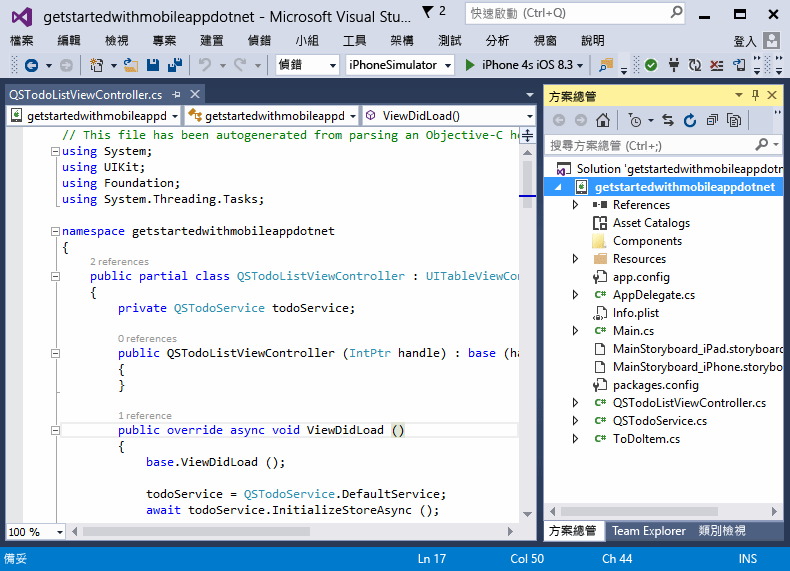 getstartedwithmobileappdotnet - Microsoft Visual Stu...
2
快速啟動 (Ctrl+Q)
檔案 編輯 檢視 專案 建置 偵錯 小組 工具 架構 測試 分析 視窗 說明
登入
偵錯 iPhoneSimulator iPhone 4s iOS 8.3
QSTodoListViewController.cs
getstartedwithmobileappd getstartedwithmobileappd ViewDidLoad()
// This file has been autogenerated from parsing an Objective-C he
using System;
using UIKit;
using Foundation;
using System.Threading.Tasks;
namespace getstartedwithmobileappdotnet
{
2 references
public partial class QSTodoListViewController : UITableViewCon
{
private QSTodoService todoService;
0 references
public QSTodoListViewController (IntPtr handle) : base (ha
{
}
1 reference
public override async void ViewDidLoad ()
{
base.ViewDidLoad ();
todoService = QSTodoService.DefaultService;
await todoService.InitializeStoreAsync ();
100 %
方案總管
搜尋方案總管 (Ctrl+;)
Solution 'getstartedwithmobileappdotn
getstartedwithmobileappdotnet
References
Asset Catalogs
Components
Resources
app.config
AppDelegate.cs
Info.plist
Main.cs
MainStoryboard_iPad.storyboard
MainStoryboard_iPhone.storybo
packages.config
QSTodoListViewController.cs
QSTodoService.cs
ToDoItem.cs
方案總管 Team Explorer 類別檢視
備妥 Ln 17 Col 50 Ch 44 INS